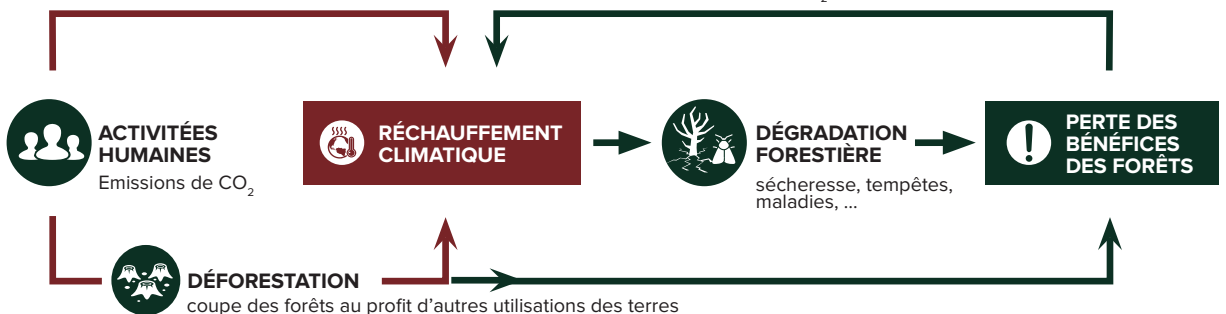 ACTIVITÉES
HUMAINES
Emissions de CO₂
RÉCHAUFFEMENT
CLIMATIQUE
DÉGRADATION
FORESTIÈRE
sécheresse, tempêtes,
maladies, ...
PERTE DES
BÉNÉFICES
DES FORÊTS
DÉFORESTATION
coupe des forêts au profit d'autres utilisations des terres